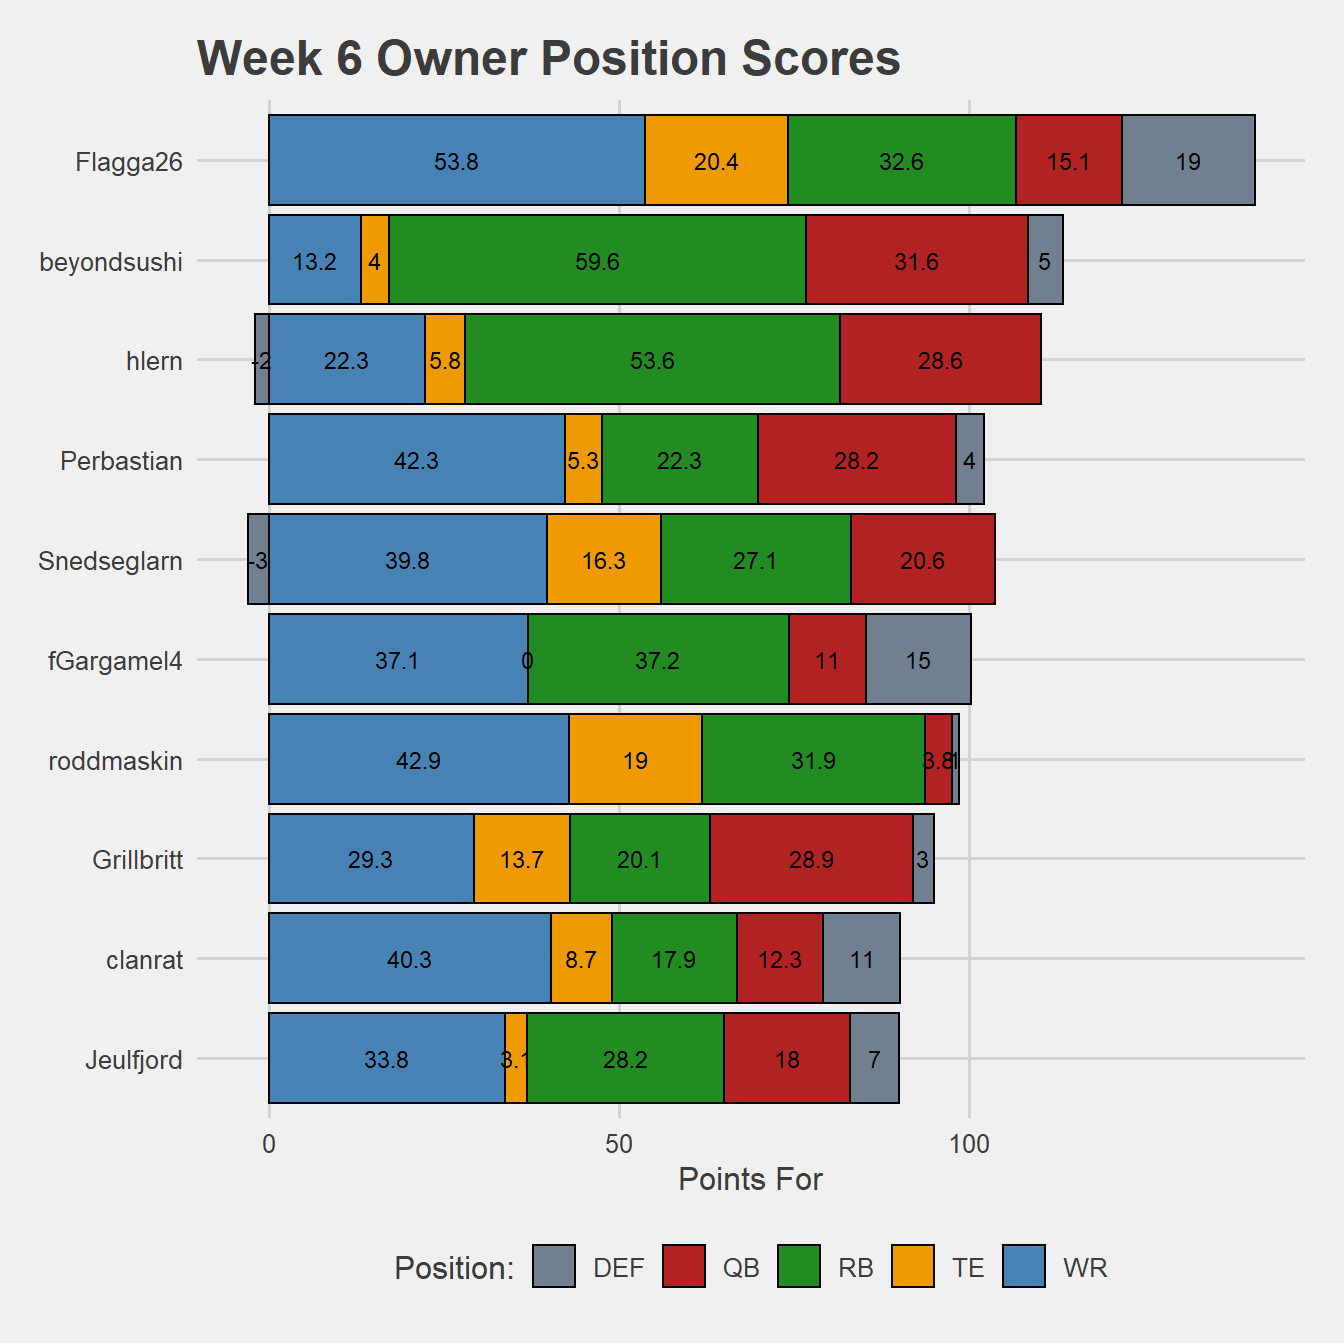 Week 6 Owner Position Scores
Flagga26 53.8 20.4 32.6 15.1 19
beyondsushi 13.2 4 59.6 31.6 5
hlern -2 22.3 5.8 53.6 28.6
Perbastian 42.3 5.3 22.3 28.2 4
Snedseglarn -3 39.8 16.3 27.1 20.6
fGargamel4 37.1 0 37.2 11 15
roddmaskin 42.9 19 31.9 3.8 1
Grillbritt 29.3 13.7 20.1 28.9 3
clanrat 40.3 8.7 17.9 12.3 11
Jeulfjord 33.8 3.1 28.2 18 7
0 50 100
Points For
Position: DEF QB RB TE WR